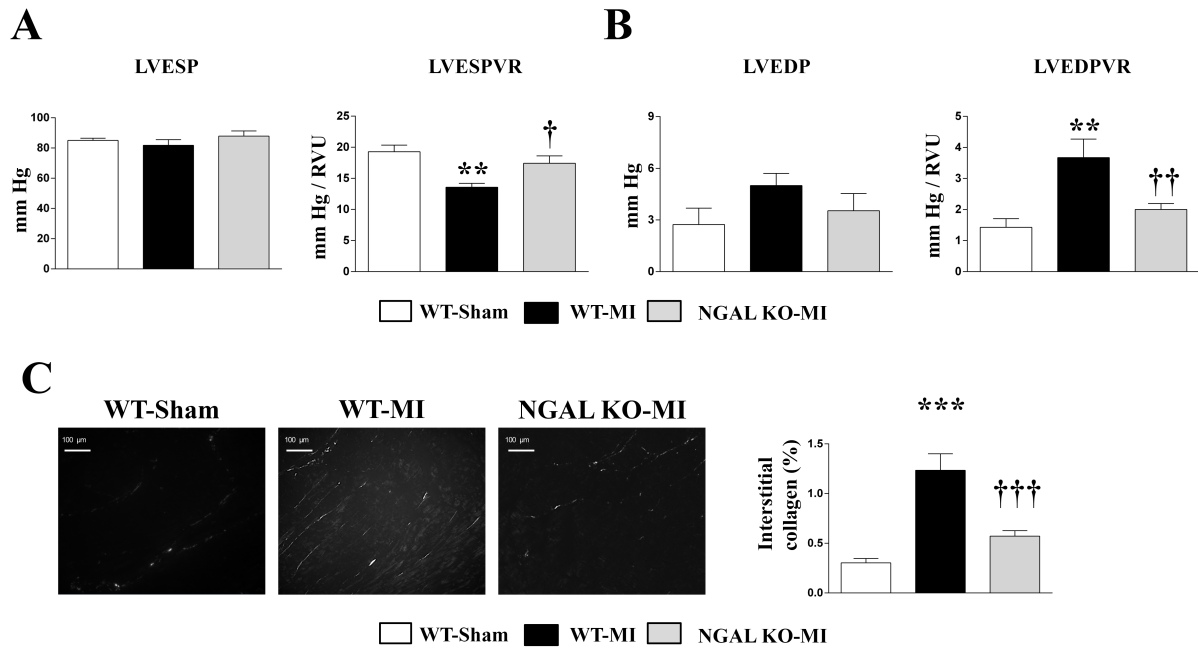 A
B
LVESP
LVESPVR
LVEDP
LVEDPVR
mm Hg
100
80
60
40
20
0
mm Hg / RVU
25
20
15
10
5
0
**
†
mm Hg
9
6
3
0
mm Hg / RVU
5
4
3
2
1
0
**
††
WT-Sham
WT-MI
NGAL KO-MI
C
WT-Sham
WT-MI
NGAL KO-MI
100 µm
100 µm
100 µm
Interstitial
collagen (%)
1.5
1.0
0.5
0.0
***
†††
WT-Sham
WT-MI
NGAL KO-MI